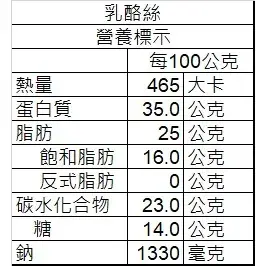 乳酪絲
營養標示
每100公克
熱量 465 大卡
蛋白質 35.0 公克
脂肪 25 公克
飽和脂肪 16.0 公克
反式脂肪 0 公克
碳水化合物 23.0 公克
糖 14.0 公克
鈉 1330 毫克